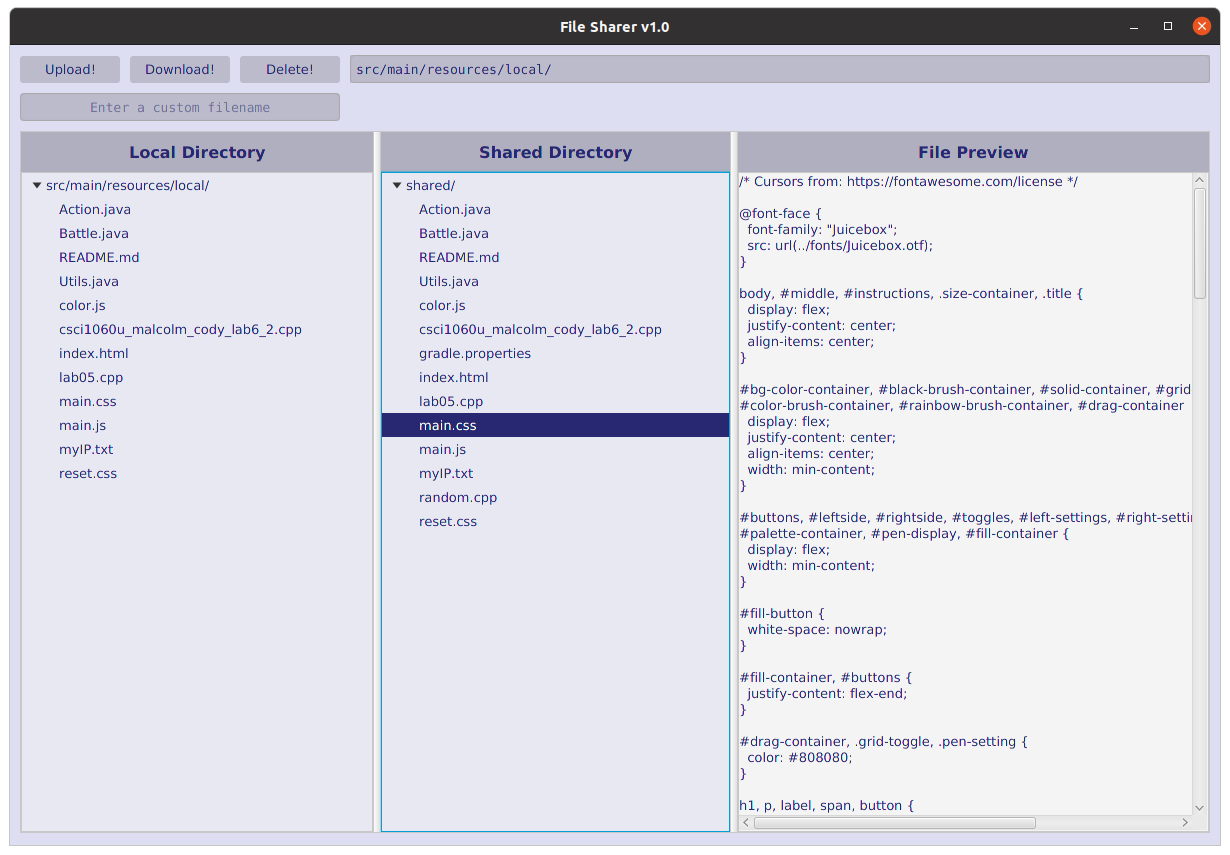 File Sharer v1.0
Upload! Download! Delete! src/main/resources/local/
Enter a custom filename
Local Directory
src/main/resources/local/
Action.java
Battle.java
README.md
Utils.java
color.js
csci1060u_malcolm_cody_lab6_2.cpp
index.html
lab05.cpp
main.css
main.js
myIP.txt
reset.css
Shared Directory
shared/
Action.java
Battle.java
README.md
Utils.java
color.js
csci1060u_malcolm_cody_lab6_2.cpp
gradle.properties
index.html
lab05.cpp
main.css
main.js
myIP.txt
random.cpp
reset.css
File Preview
/* Cursors from: https://fontawesome.com/license */
@font-face {
font-family: "Juicebox";
src: url(../fonts/Juicebox.otf);
}
body, #middle, #instructions, .size-container, .title {
display: flex;
justify-content: center;
align-items: center;
}
#bg-color-container, #black-brush-container, #solid-container, #grid
#color-brush-container, #rainbow-brush-container, #drag-container
display: flex;
justify-content: center;
align-items: center;
width: min-content;
}
#buttons, #leftside, #rightside, #toggles, #left-settings, #right-settin
#palette-container, #pen-display, #fill-container {
display: flex;
width: min-content;
}
#fill-button {
white-space: nowrap;
}
#fill-container, #buttons {
justify-content: flex-end;
}
#drag-container, .grid-toggle, .pen-setting {
color: #808080;
}
h1, p, label, span, button {